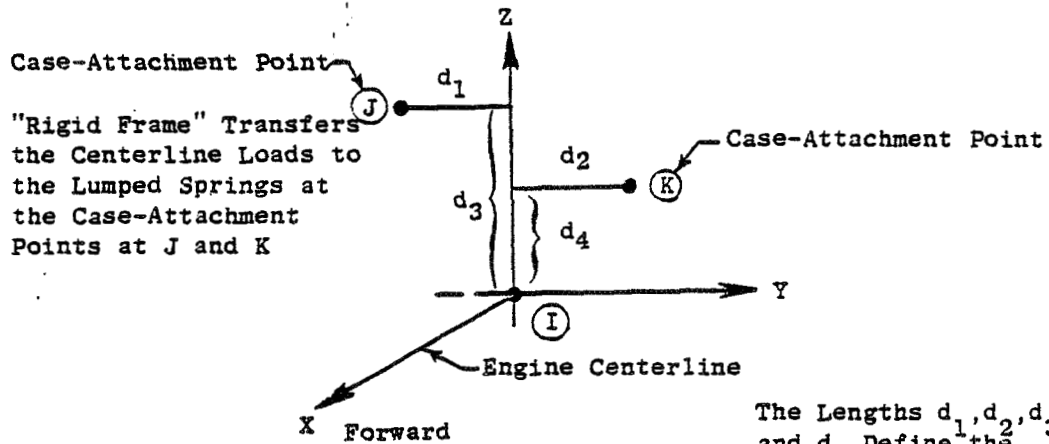 Z
Case-Attachment Point
d1
J
"Rigid Frame" Transfers
the Centerline Loads to
the Lumped Springs at
the Case-Attachment
Points at J and K
Case-Attachment Point
d2
K
d3
d4
Y
I
Engine Centerline
X Forward
The Lengths d1,d2,d3
and d Define the